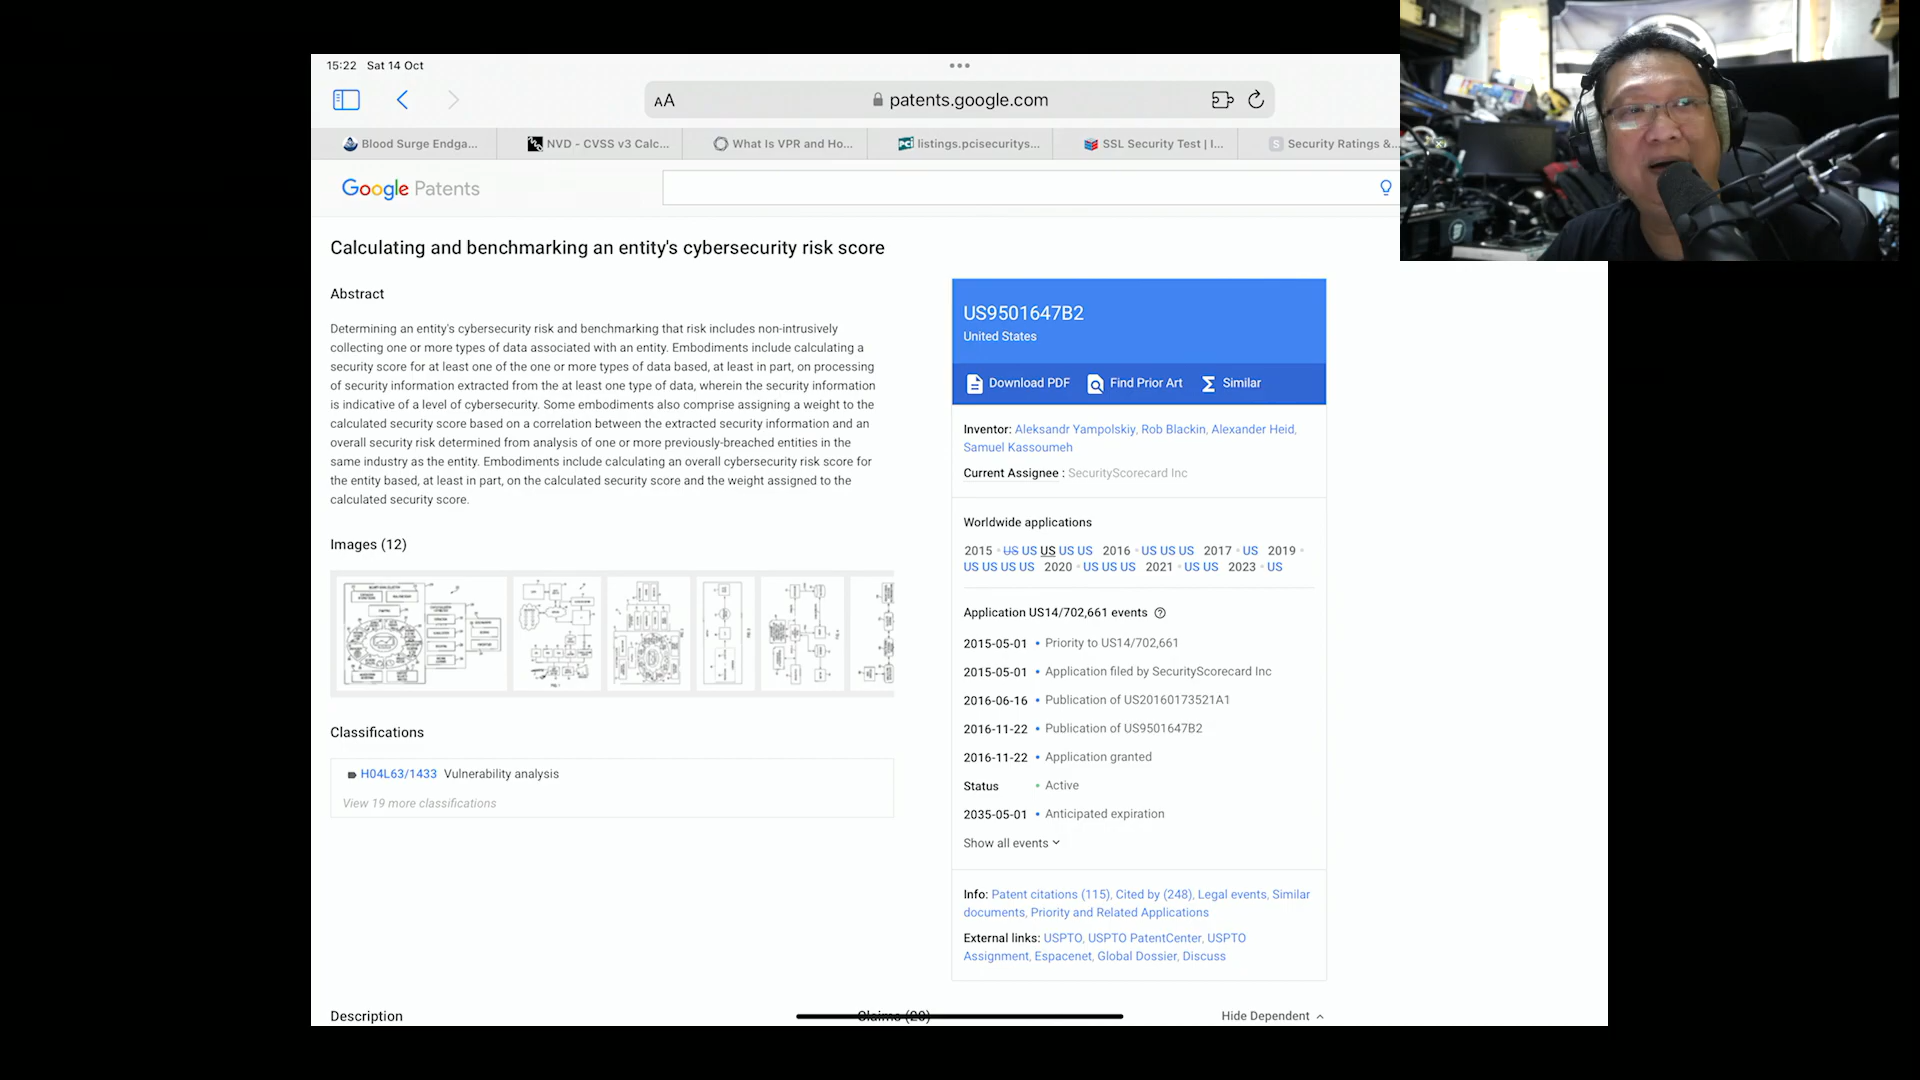 15:22 Sat 14 Oct
AA patents.google.com
Blood Surge Endga... NVD - CVSS v3 Calc... What Is VPR and Ho... listings.pcisecuritys... SSL Security Test | I... Security Ratings &...
Google Patents
Calculating and benchmarking an entity's cybersecurity risk score
Abstract
Determining an entity's cybersecurity risk and benchmarking that risk includes non-intrusively
collecting one or more types of data associated with an entity. Embodiments include calculating a
security score for at least one of the one or more types of data based, at least in part, on processing
of security information extracted from the at least one type of data, wherein the security information
is indicative of a level of cybersecurity. Some embodiments also comprise assigning a weight to the
calculated security score based on a correlation between the extracted security information and an
overall security risk determined from analysis of one or more previously-breached entities in the
same industry as the entity. Embodiments include calculating an overall cybersecurity risk score for
the entity based, at least in part, on the calculated security score and the weight assigned to the
calculated security score.
Images (12)
Classifications
H04L63/1433 Vulnerability analysis
View 19 more classifications
US9501647B2
United States
Download PDF Find Prior Art Similar
Inventor: Aleksandr Yampolskiy, Rob Blackin, Alexander Heid,
Samuel Kassoumeh
Current Assignee : SecurityScorecard Inc
Worldwide applications
2015 US US US US US 2016 US US US 2017 US 2019
US US US US 2020 US US US 2021 US US 2023 US
Application US14/702,661 events
2015-05-01 Priority to US14/702,661
2015-05-01 Application filed by SecurityScorecard Inc
2016-06-16 Publication of US20160173521A1
2016-11-22 Publication of US9501647B2
2016-11-22 Application granted
Status Active
2035-05-01 Anticipated expiration
Show all events
Info: Patent citations (115), Cited by (248), Legal events, Similar
documents, Priority and Related Applications
External links: USPTO, USPTO PatentCenter, USPTO
Assignment, Espacenet, Global Dossier, Discuss
Description Claims (20) Hide Dependent